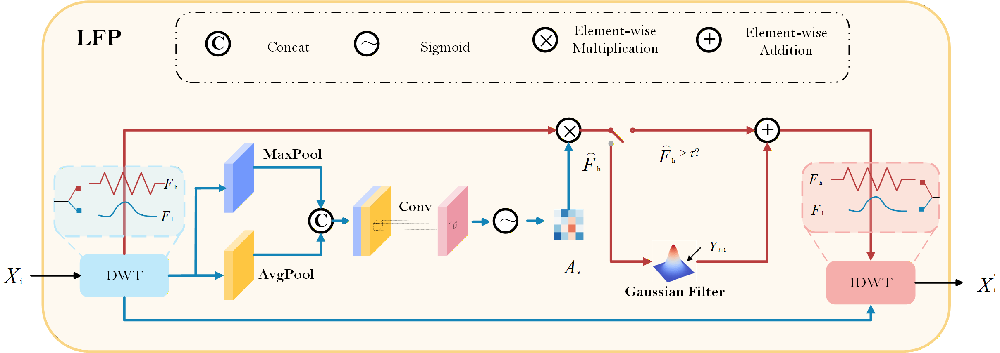 LFP
C
Concat
~
Sigmoid
×
Element-wise
Multiplication
+
Element-wise
Addition
×
+
MaxPool
F̂h
|F̂h| ≥ τ?
Fh
Fl
C
Conv
~
Fh
Fl
As
Yi+1
Xi
DWT
AvgPool
Gaussian Filter
IDWT
Xi'